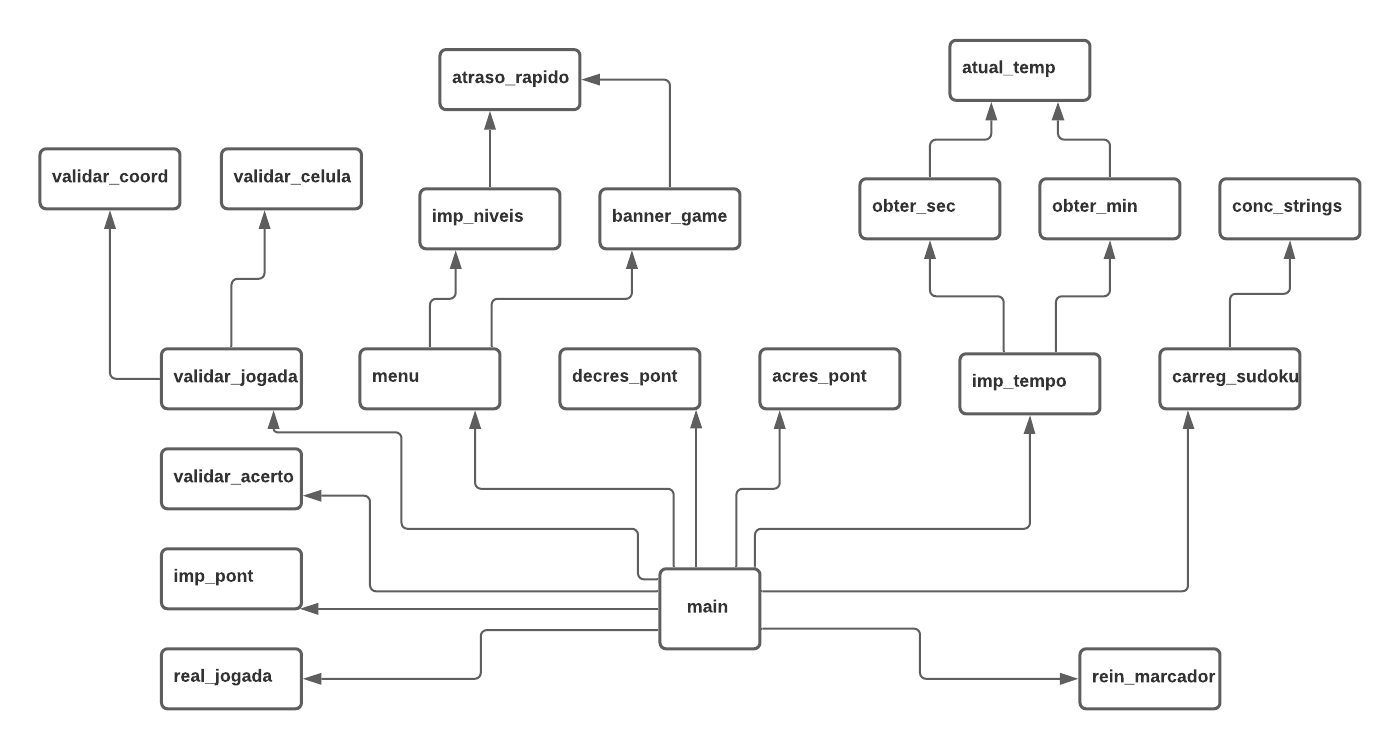 atual_temp
atraso_rapido
validar_coord
validar_celula
imp_niveis
banner_game
obter_sec
obter_min
conc_strings
validar_jogada
menu
decres_pont
acres_pont
imp_tempo
carreg_sudoku
validar_acerto
imp_pont
main
real_jogada
rein_marcador